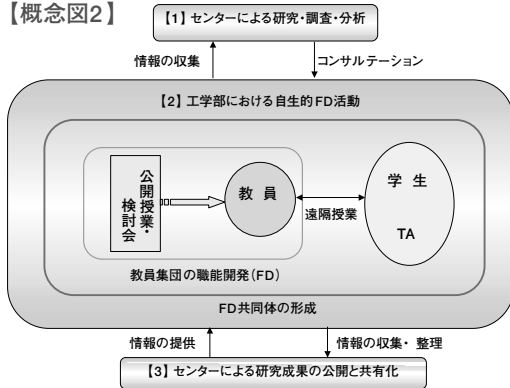 【概念図2】
【1】センターによる研究・調査・分析
情報の収集
コンサルテーション
【2】工学部における自生的FD活動
公開授業・
検討会
教 員
学 生
TA
遠隔授業
教員集団の職能開発(FD)
FD共同体の形成
情報の提供
情報の収集・ 整理
【3】センターによる研究成果の公開と共有化